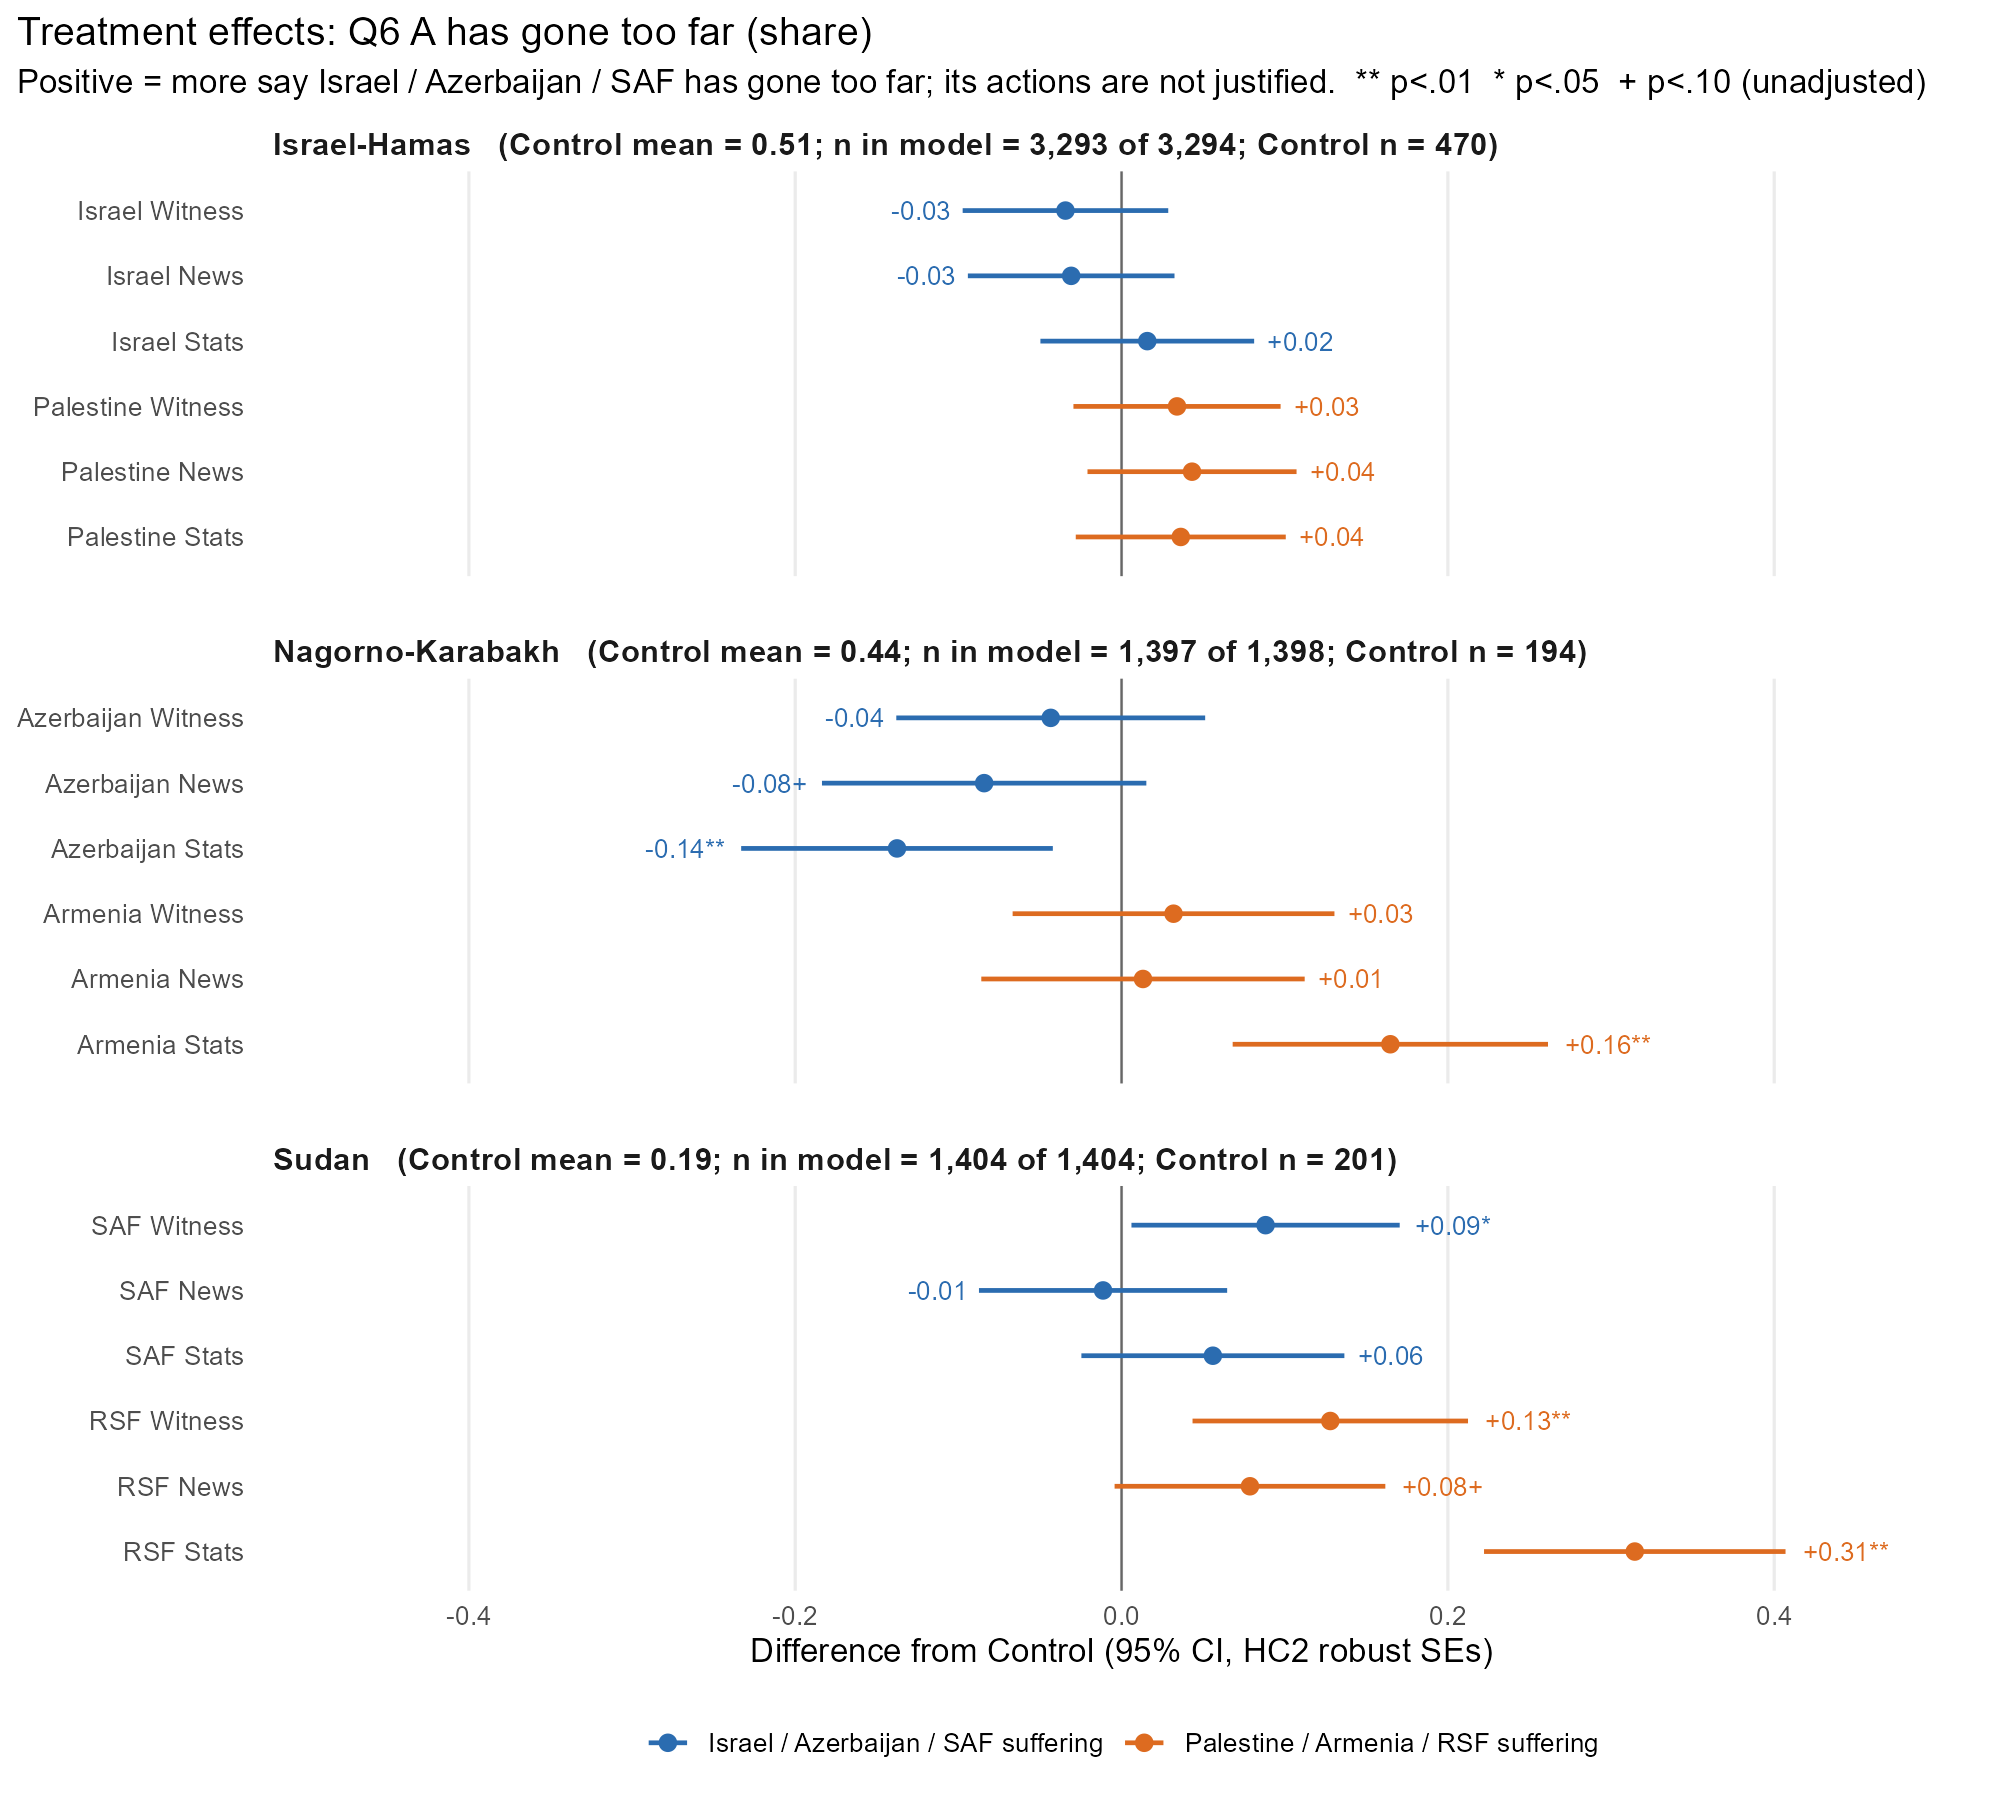 Treatment effects: Q6 A has gone too far (share)
Positive = more say Israel / Azerbaijan / SAF has gone too far; its actions are not justified.  ** p<.01  * p<.05  + p<.10 (unadjusted)
Israel-Hamas   (Control mean = 0.51; n in model = 3,293 of 3,294; Control n = 470)
Israel Witness -0.03
Israel News -0.03
Israel Stats +0.02
Palestine Witness +0.03
Palestine News +0.04
Palestine Stats +0.04
Nagorno-Karabakh   (Control mean = 0.44; n in model = 1,397 of 1,398; Control n = 194)
Azerbaijan Witness -0.04
Azerbaijan News -0.08+
Azerbaijan Stats -0.14**
Armenia Witness +0.03
Armenia News +0.01
Armenia Stats +0.16**
Sudan   (Control mean = 0.19; n in model = 1,404 of 1,404; Control n = 201)
SAF Witness +0.09*
SAF News -0.01
SAF Stats +0.06
RSF Witness +0.13**
RSF News +0.08+
RSF Stats +0.31**
-0.4 -0.2 0.0 0.2 0.4
Difference from Control (95% CI, HC2 robust SEs)
Israel / Azerbaijan / SAF suffering Palestine / Armenia / RSF suffering